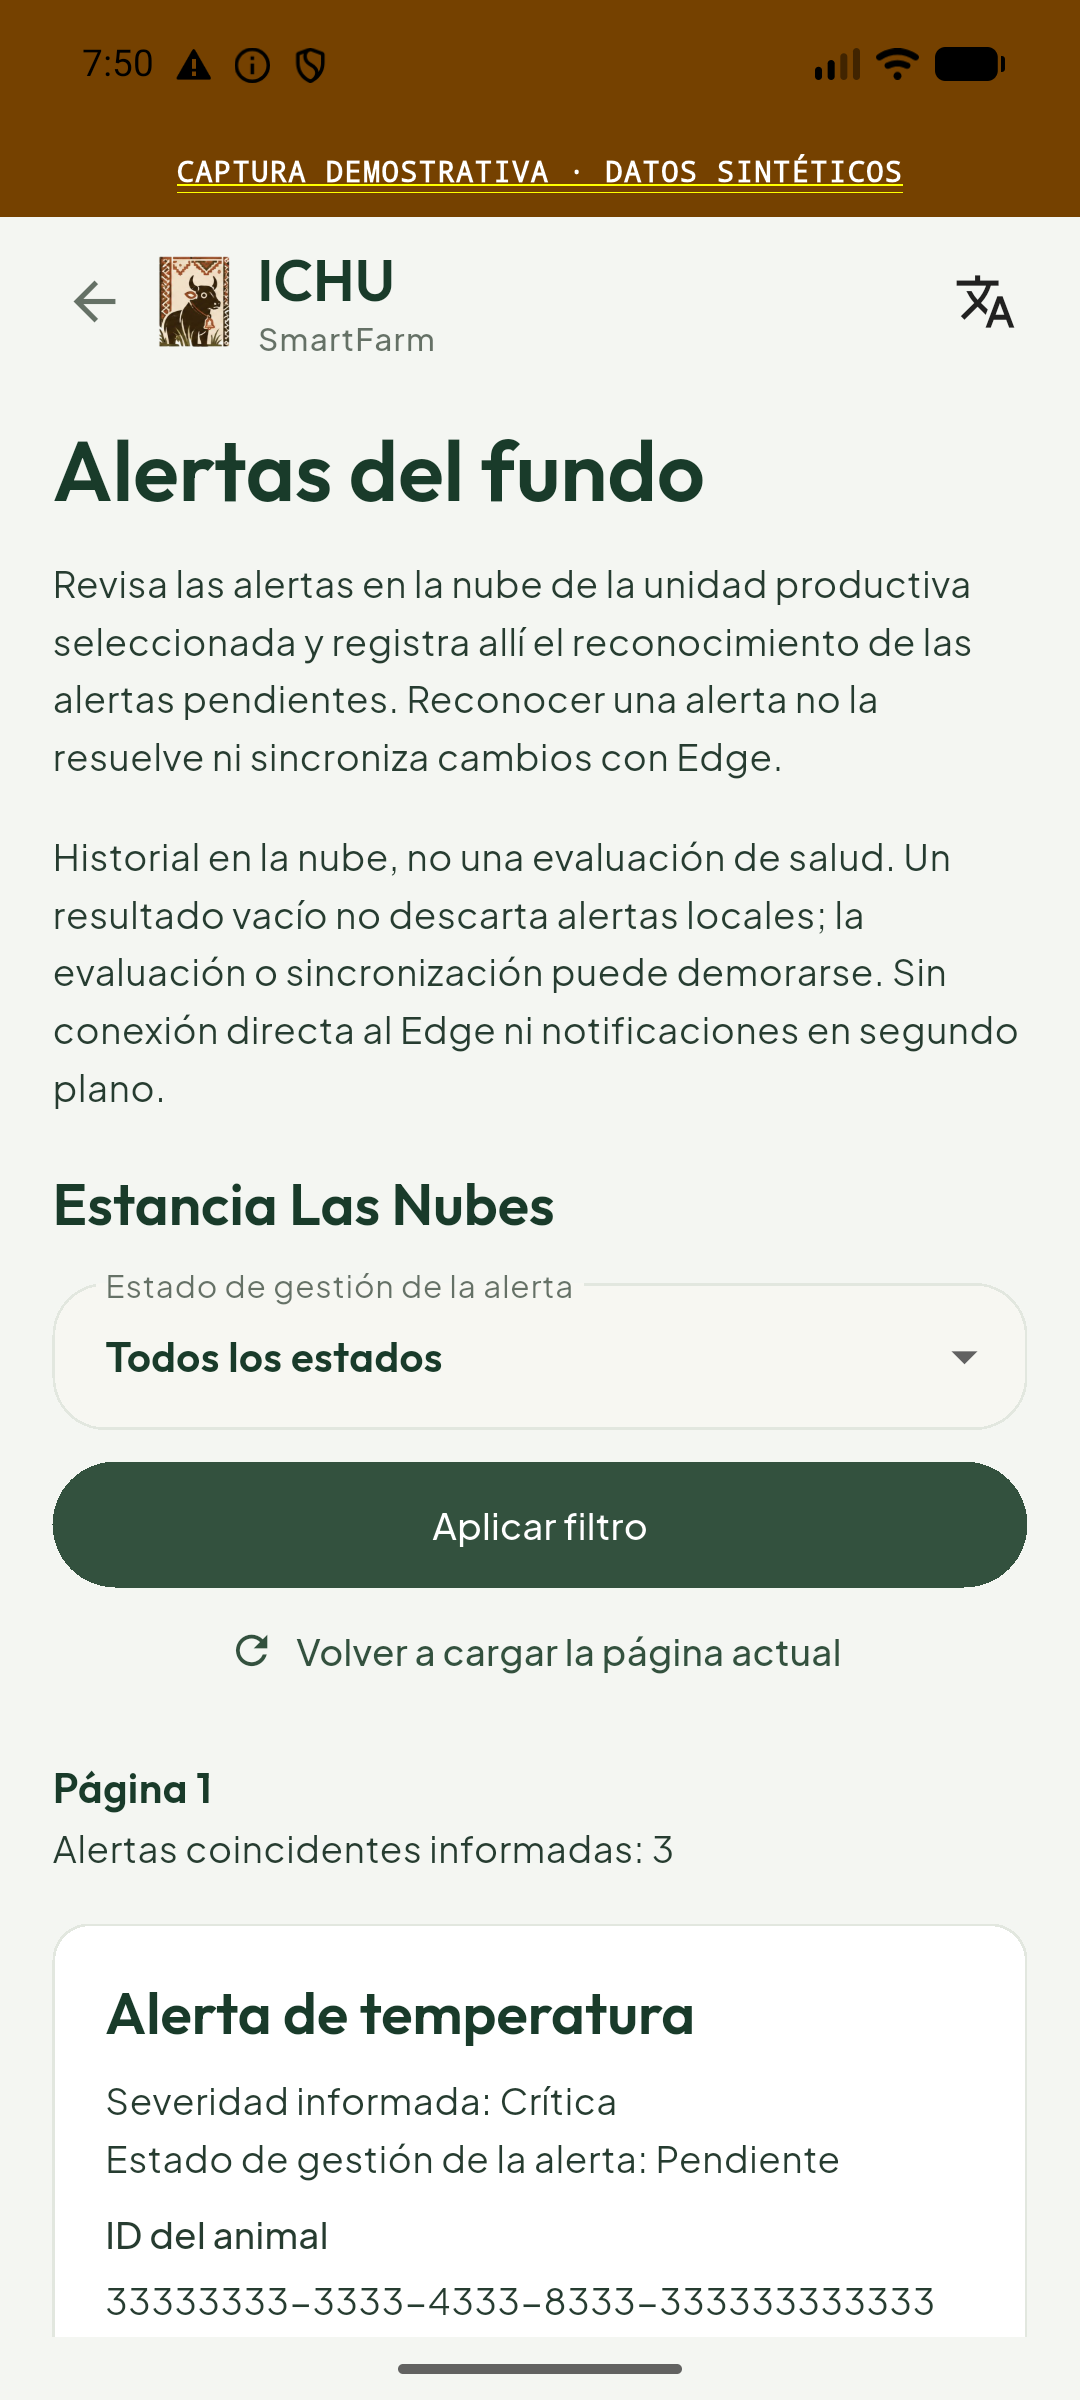 7:50
CAPTURA DEMOSTRATIVA · DATOS SINTÉTICOS
ICHU
SmartFarm
Alertas del fundo
Revisa las alertas en la nube de la unidad productiva
seleccionada y registra allí el reconocimiento de las
alertas pendientes. Reconocer una alerta no la
resuelve ni sincroniza cambios con Edge.
Historial en la nube, no una evaluación de salud. Un
resultado vacío no descarta alertas locales; la
evaluación o sincronización puede demorarse. Sin
conexión directa al Edge ni notificaciones en segundo
plano.
Estancia Las Nubes
Estado de gestión de la alerta
Todos los estados
Aplicar filtro
Volver a cargar la página actual
Página 1
Alertas coincidentes informadas: 3
Alerta de temperatura
Severidad informada: Crítica
Estado de gestión de la alerta: Pendiente
ID del animal
33333333-3333-4333-8333-333333333333